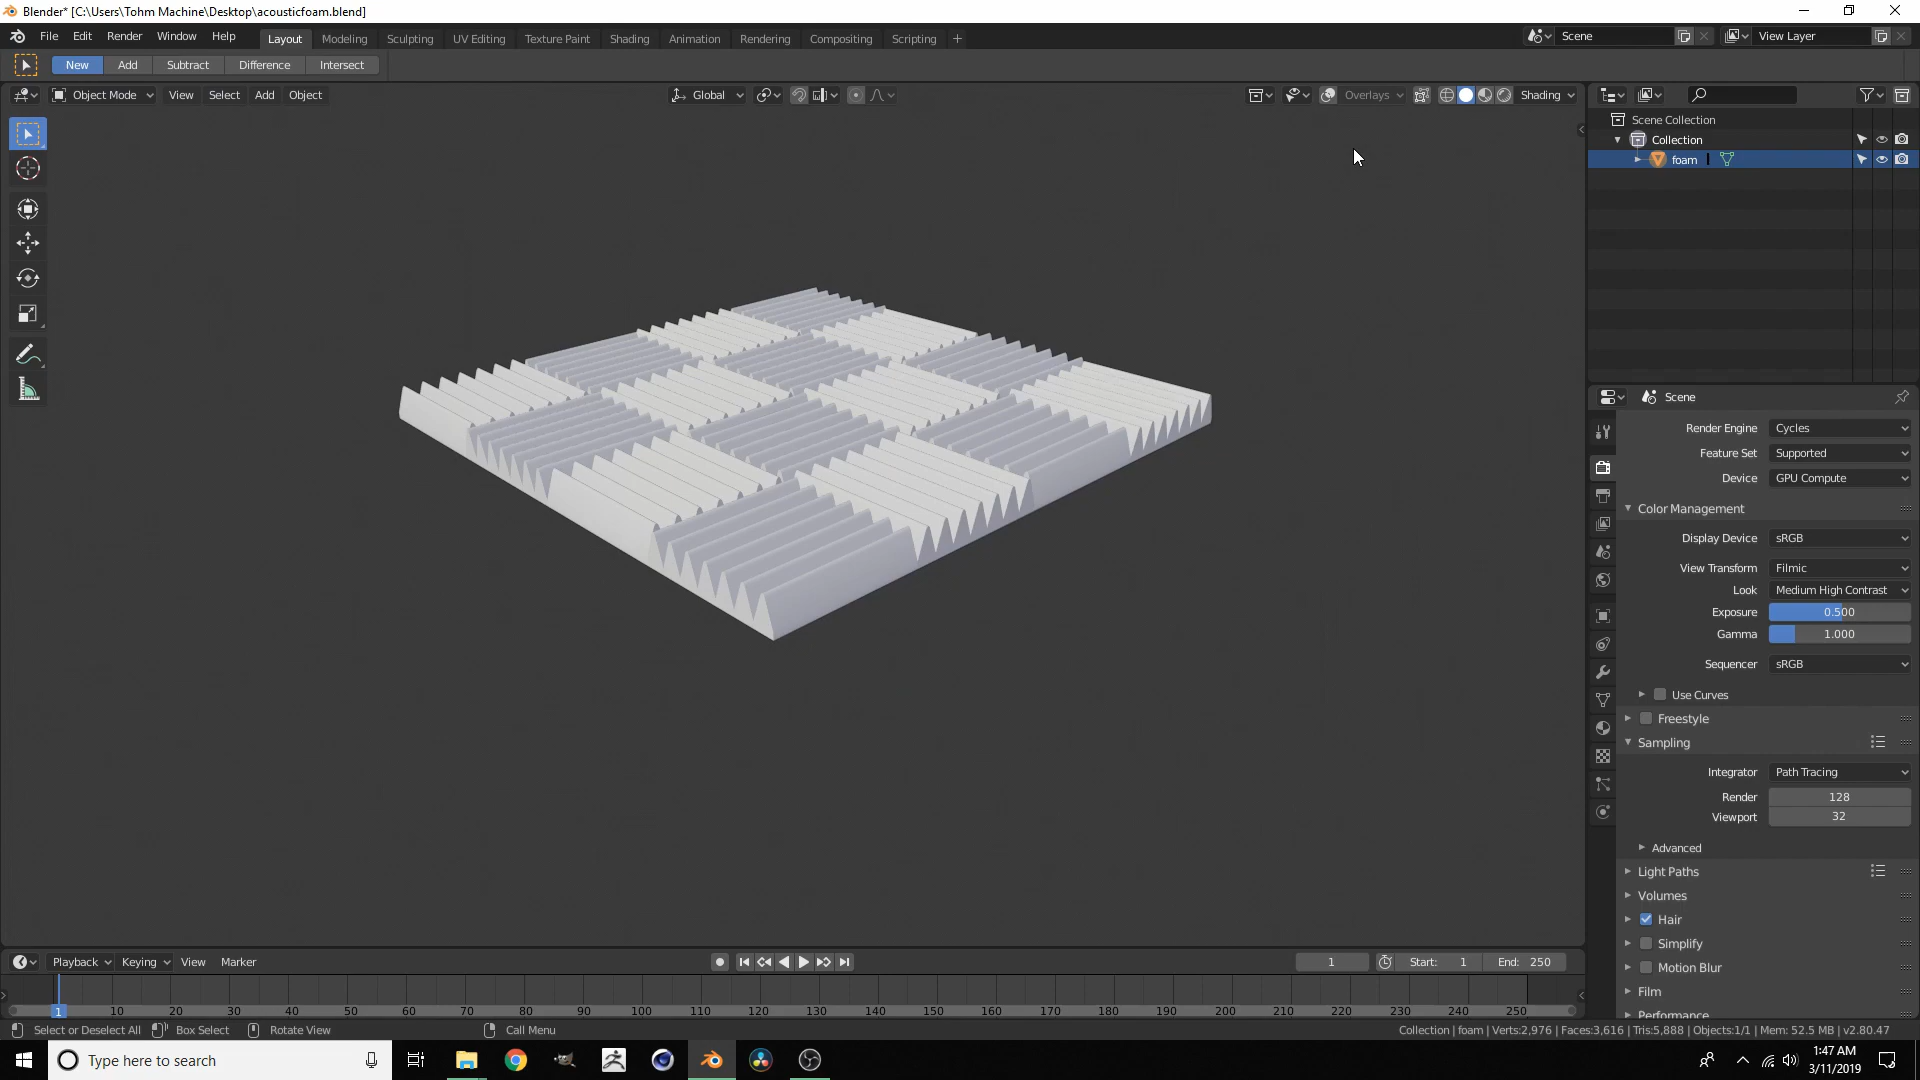 Blender* [C:\Users\Tohm Machine\Desktop\acousticfoam.blend]
File Edit Render Window Help Layout Modeling Sculpting UV Editing Texture Paint Shading Animation Rendering Compositing Scripting + Scene View Layer
New Add Subtract Difference Intersect
Object Mode View Select Add Object Global Overlays Shading
Scene Collection
Collection
foam
Scene
Render Engine Cycles
Feature Set Supported
Device GPU Compute
Color Management
Display Device sRGB
View Transform Filmic
Look Medium High Contrast
Exposure 0.500
Gamma 1.000
Sequencer sRGB
Use Curves
Freestyle
Sampling
Integrator Path Tracing
Render 128
Viewport 32
Advanced
Light Paths
Volumes
Hair
Simplify
Motion Blur
Film
Performance
Playback Keying View Marker 1 Start: 1 End: 250
1 10 20 30 40 50 60 70 80 90 100 110 120 130 140 150 160 170 180 190 200 210 220 230 240 250
Select or Deselect All Box Select Rotate View Call Menu Collection | foam | Verts:2,976 | Faces:3,616 | Tris:5,888 | Objects:1/1 | Mem: 52.5 MB | v2.80.47
Type here to search
1:47 AM
3/11/2019